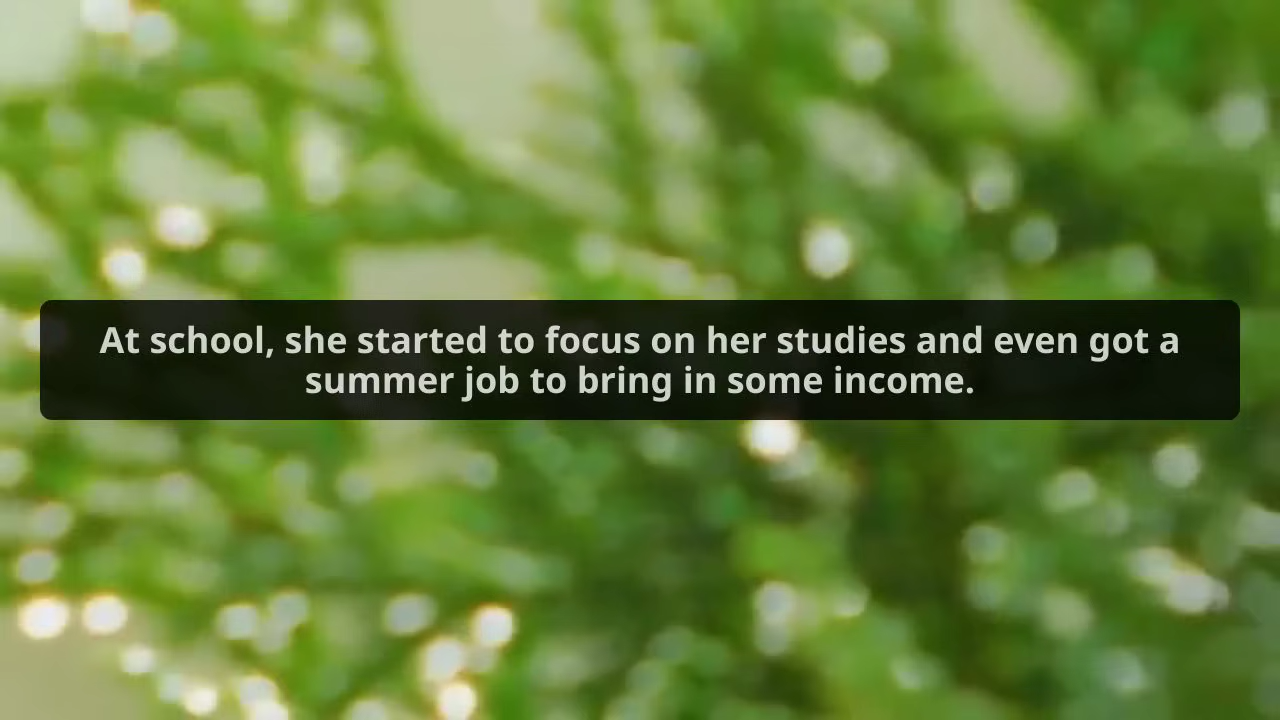 At school, she started to focus on her studies and even got a
summer job to bring in some income.